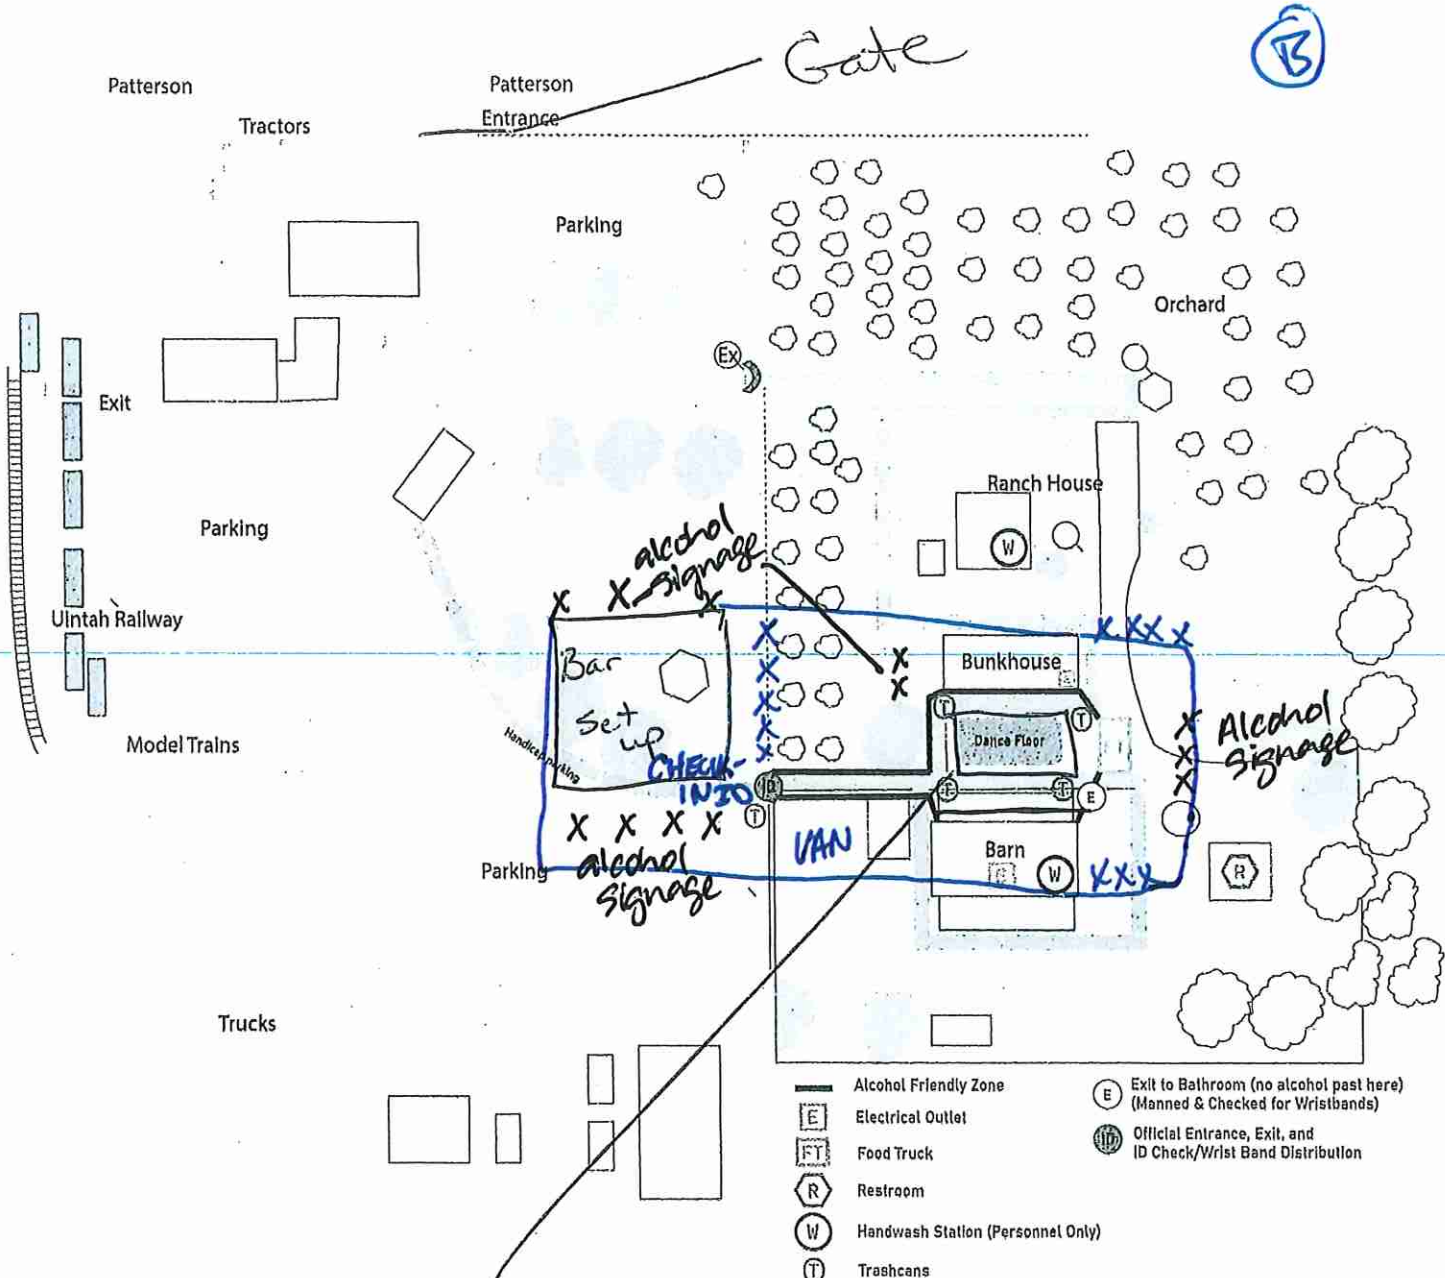 Gate
B
Patterson
Patterson
Entrance
Tractors
Parking
Orchard
Ex
Exit
Ranch House
W
Parking
alcohol
signage
X X X
Uintah Railway
X X X X
X
X
X
X
X
X
X
Bar
Set
up
Bunkhouse
E
T
T
Dance Floor
Model Trains
Handicap parking
CHECK-
IN ID
ID
T
T
T
E
X
X
X
Alcohol
signage
X X X X
alcohol
signage
VAN
Barn
W
X X X
R
Parking
Trucks
Alcohol Friendly Zone
E Electrical Outlet
FT Food Truck
R Restroom
W Handwash Station (Personnel Only)
T Trashcans
E Exit to Bathroom (no alcohol past here)
(Manned & Checked for Wristbands)
ID Official Entrance, Exit, and
ID Check/Wrist Band Distribution